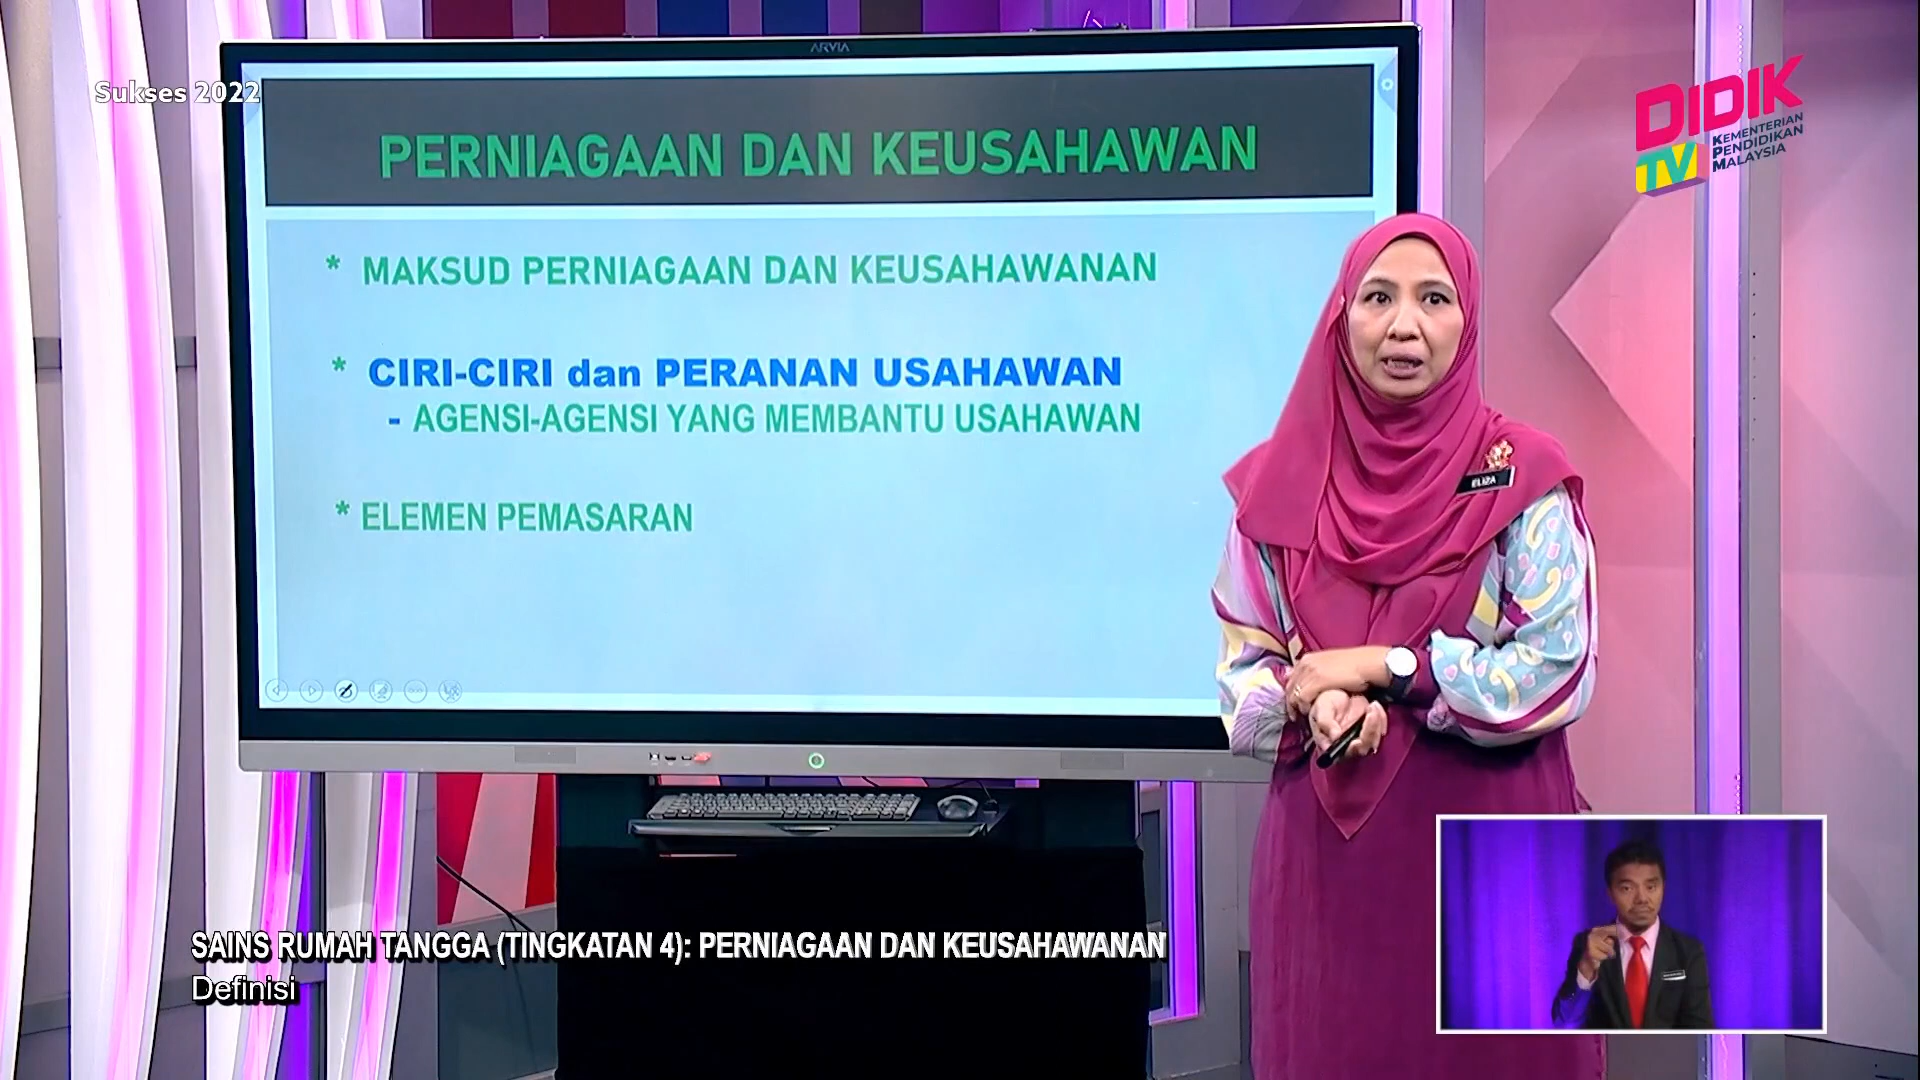 ARVIA
Sukses 2022
DIDIK
TV
KEMENTERIAN
PENDIDIKAN
MALAYSIA
PERNIAGAAN DAN KEUSAHAWAN
* MAKSUD PERNIAGAAN DAN KEUSAHAWANAN
* CIRI-CIRI dan PERANAN USAHAWAN
- AGENSI-AGENSI YANG MEMBANTU USAHAWAN
* ELEMEN PEMASARAN
ELIZA
SAINS RUMAH TANGGA (TINGKATAN 4): PERNIAGAAN DAN KEUSAHAWANAN
Definisi